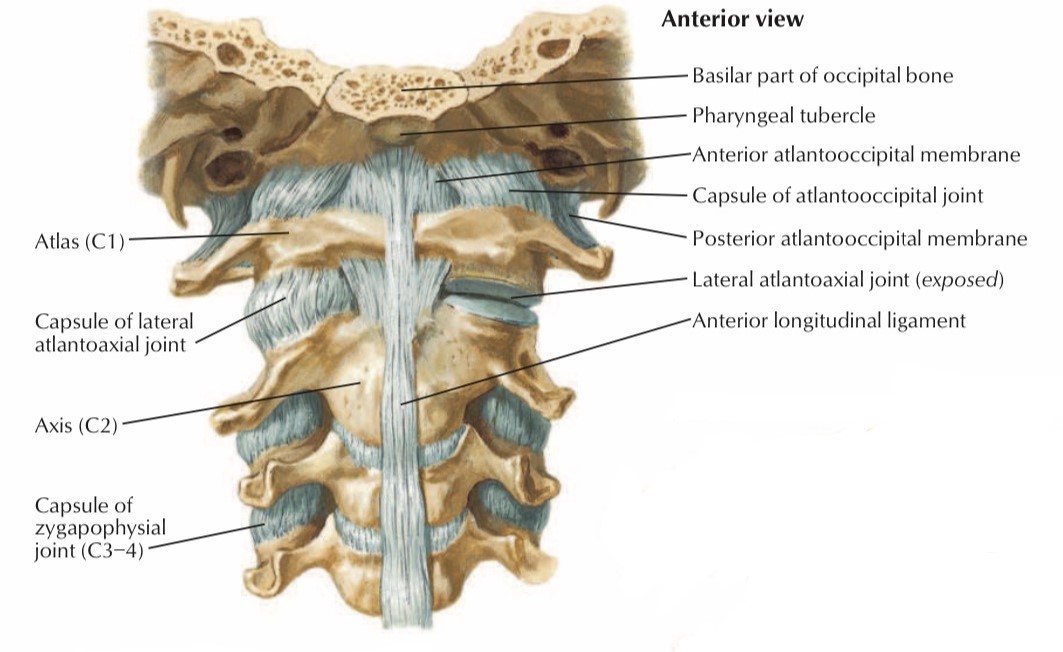 Anterior view
Basilar part of occipital bone
Pharyngeal tubercle
Anterior atlantooccipital membrane
Capsule of atlantooccipital joint
Posterior atlantooccipital membrane
Lateral atlantoaxial joint (exposed)
Anterior longitudinal ligament
Atlas (C1)
Capsule of lateral
atlantoaxial joint
Axis (C2)
Capsule of
zygapophysial
joint (C3–4)